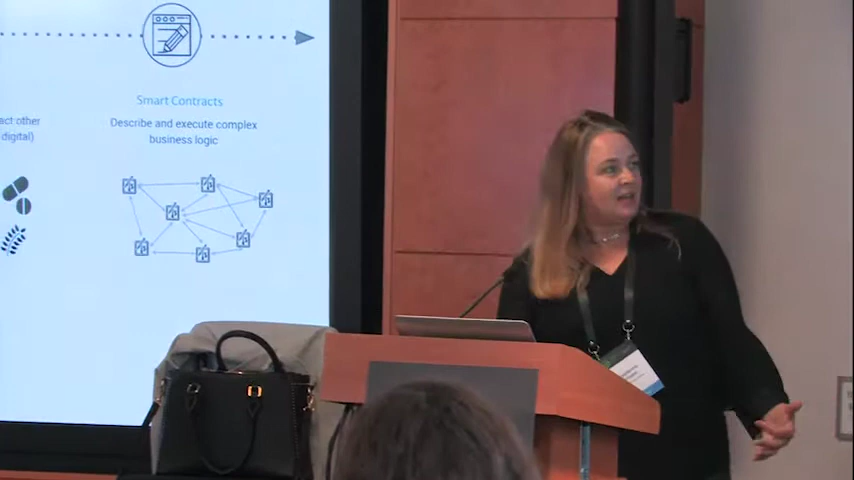 Smart Contracts
act other
Describe and execute complex
digital)
business logic